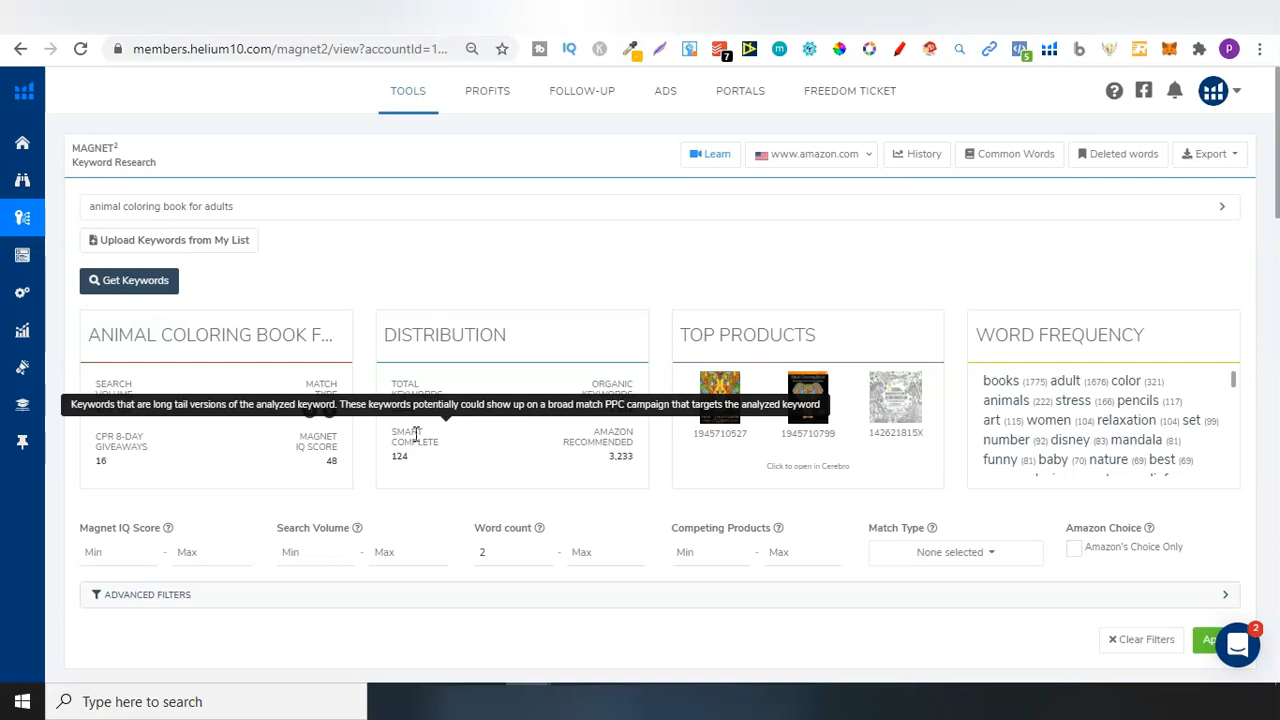 members.helium10.com/magnet2/view?accountId=1...
7
5
P
TOOLS
PROFITS
FOLLOW-UP
ADS
PORTALS
FREEDOM TICKET
MAGNET²
Keyword Research
Learn
www.amazon.com
History
Common Words
Deleted words
Export
animal coloring book for adults
Upload Keywords from My List
Get Keywords
ANIMAL COLORING BOOK F...
SEARCH
MATCH
TYPE
CPR 8-DAY
GIVEAWAYS
16
MAGNET
IQ SCORE
48
DISTRIBUTION
TOTAL
ORGANIC
Keywords that are long tail versions of the analyzed keyword. These keywords potentially could show up on a broad match PPC campaign that targets the analyzed keyword
SMART
COMPLETE
124
AMAZON
RECOMMENDED
3,233
TOP PRODUCTS
1945710527
1945710799
142621815X
Click to open in Cerebro
WORD FREQUENCY
books (1775) adult (1676) color (321)
animals (222) stress (166) pencils (117)
art (115) women (104) relaxation (104) set (99)
number (92) disney (83) mandala (81)
funny (81) baby (70) nature (69) best (69)
Magnet IQ Score
Min - Max
Search Volume
Min - Max
Word count
2 - Max
Competing Products
Min - Max
Match Type
None selected
Amazon Choice
Amazon's Choice Only
ADVANCED FILTERS
Clear Filters
Ap
2
Type here to search